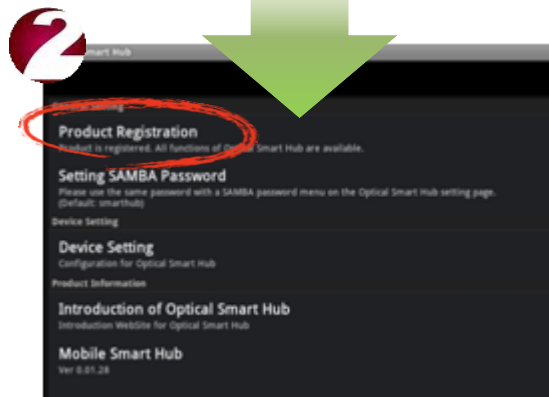 2
Smart Hub
Setting
Product Registration
Product is registered. All functions of Optical Smart Hub are available.
Setting SAMBA Password
Please use the same password with a SAMBA password menu on the Optical Smart Hub setting page.
(Default: smarthub)
Device Setting
Device Setting
Configuration for Optical Smart Hub
Product Information
Introduction of Optical Smart Hub
Introduction WebSite for Optical Smart Hub
Mobile Smart Hub
Ver 0.01.28